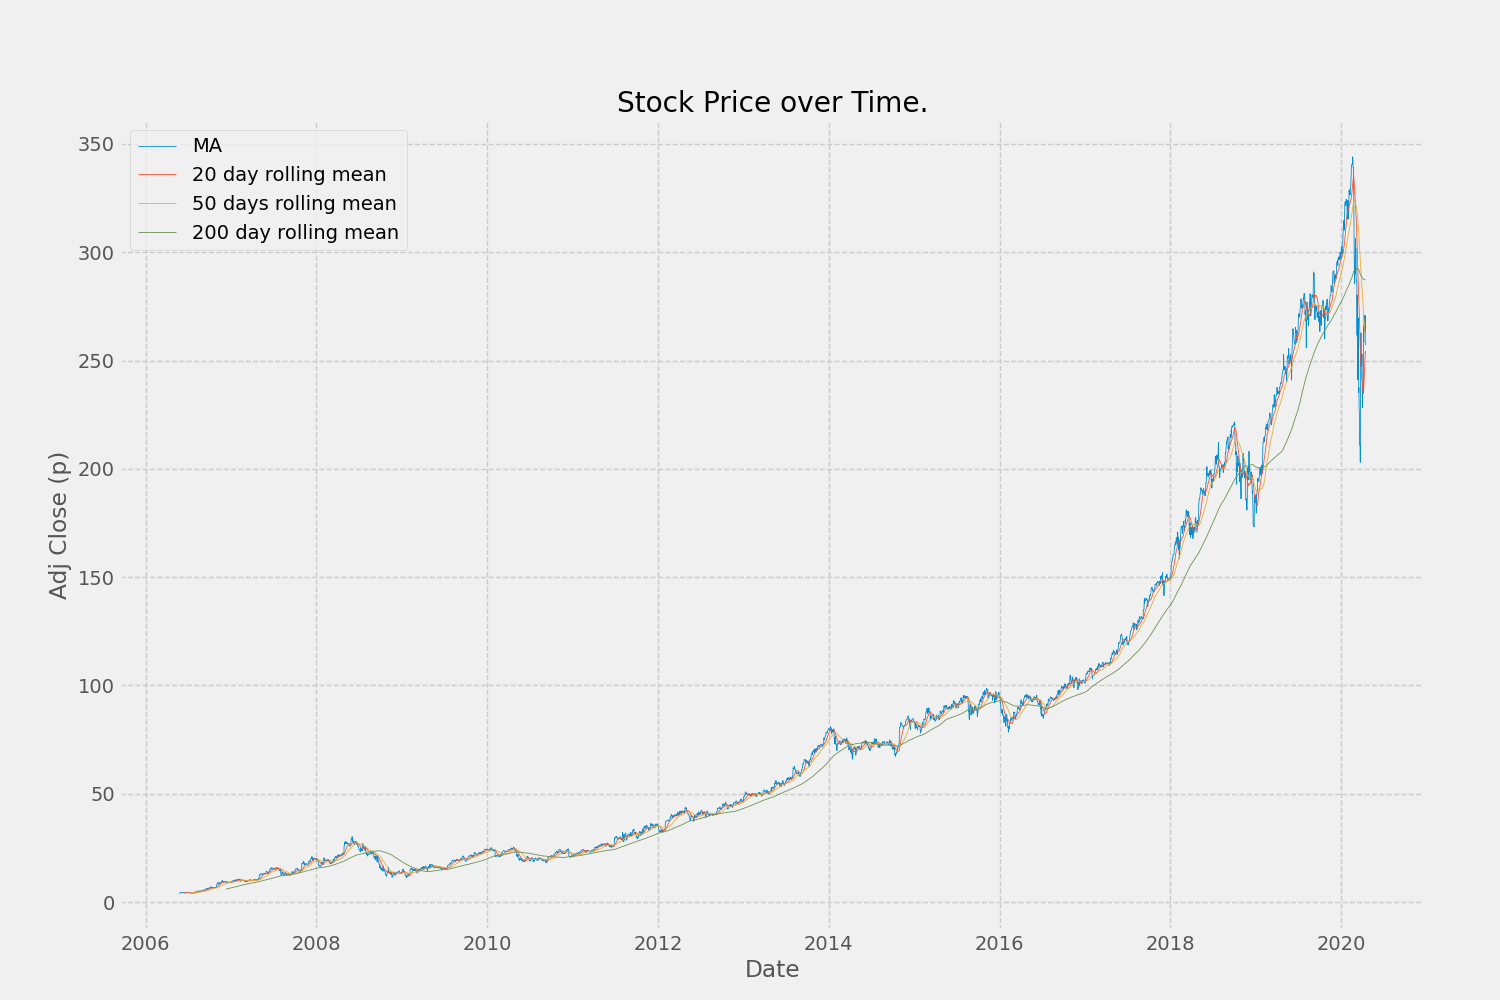 Stock Price over Time.
MA
20 day rolling mean
50 days rolling mean
200 day rolling mean
350
300
250
200
150
100
50
0
Adj Close (p)
2006 2008 2010 2012 2014 2016 2018 2020
Date